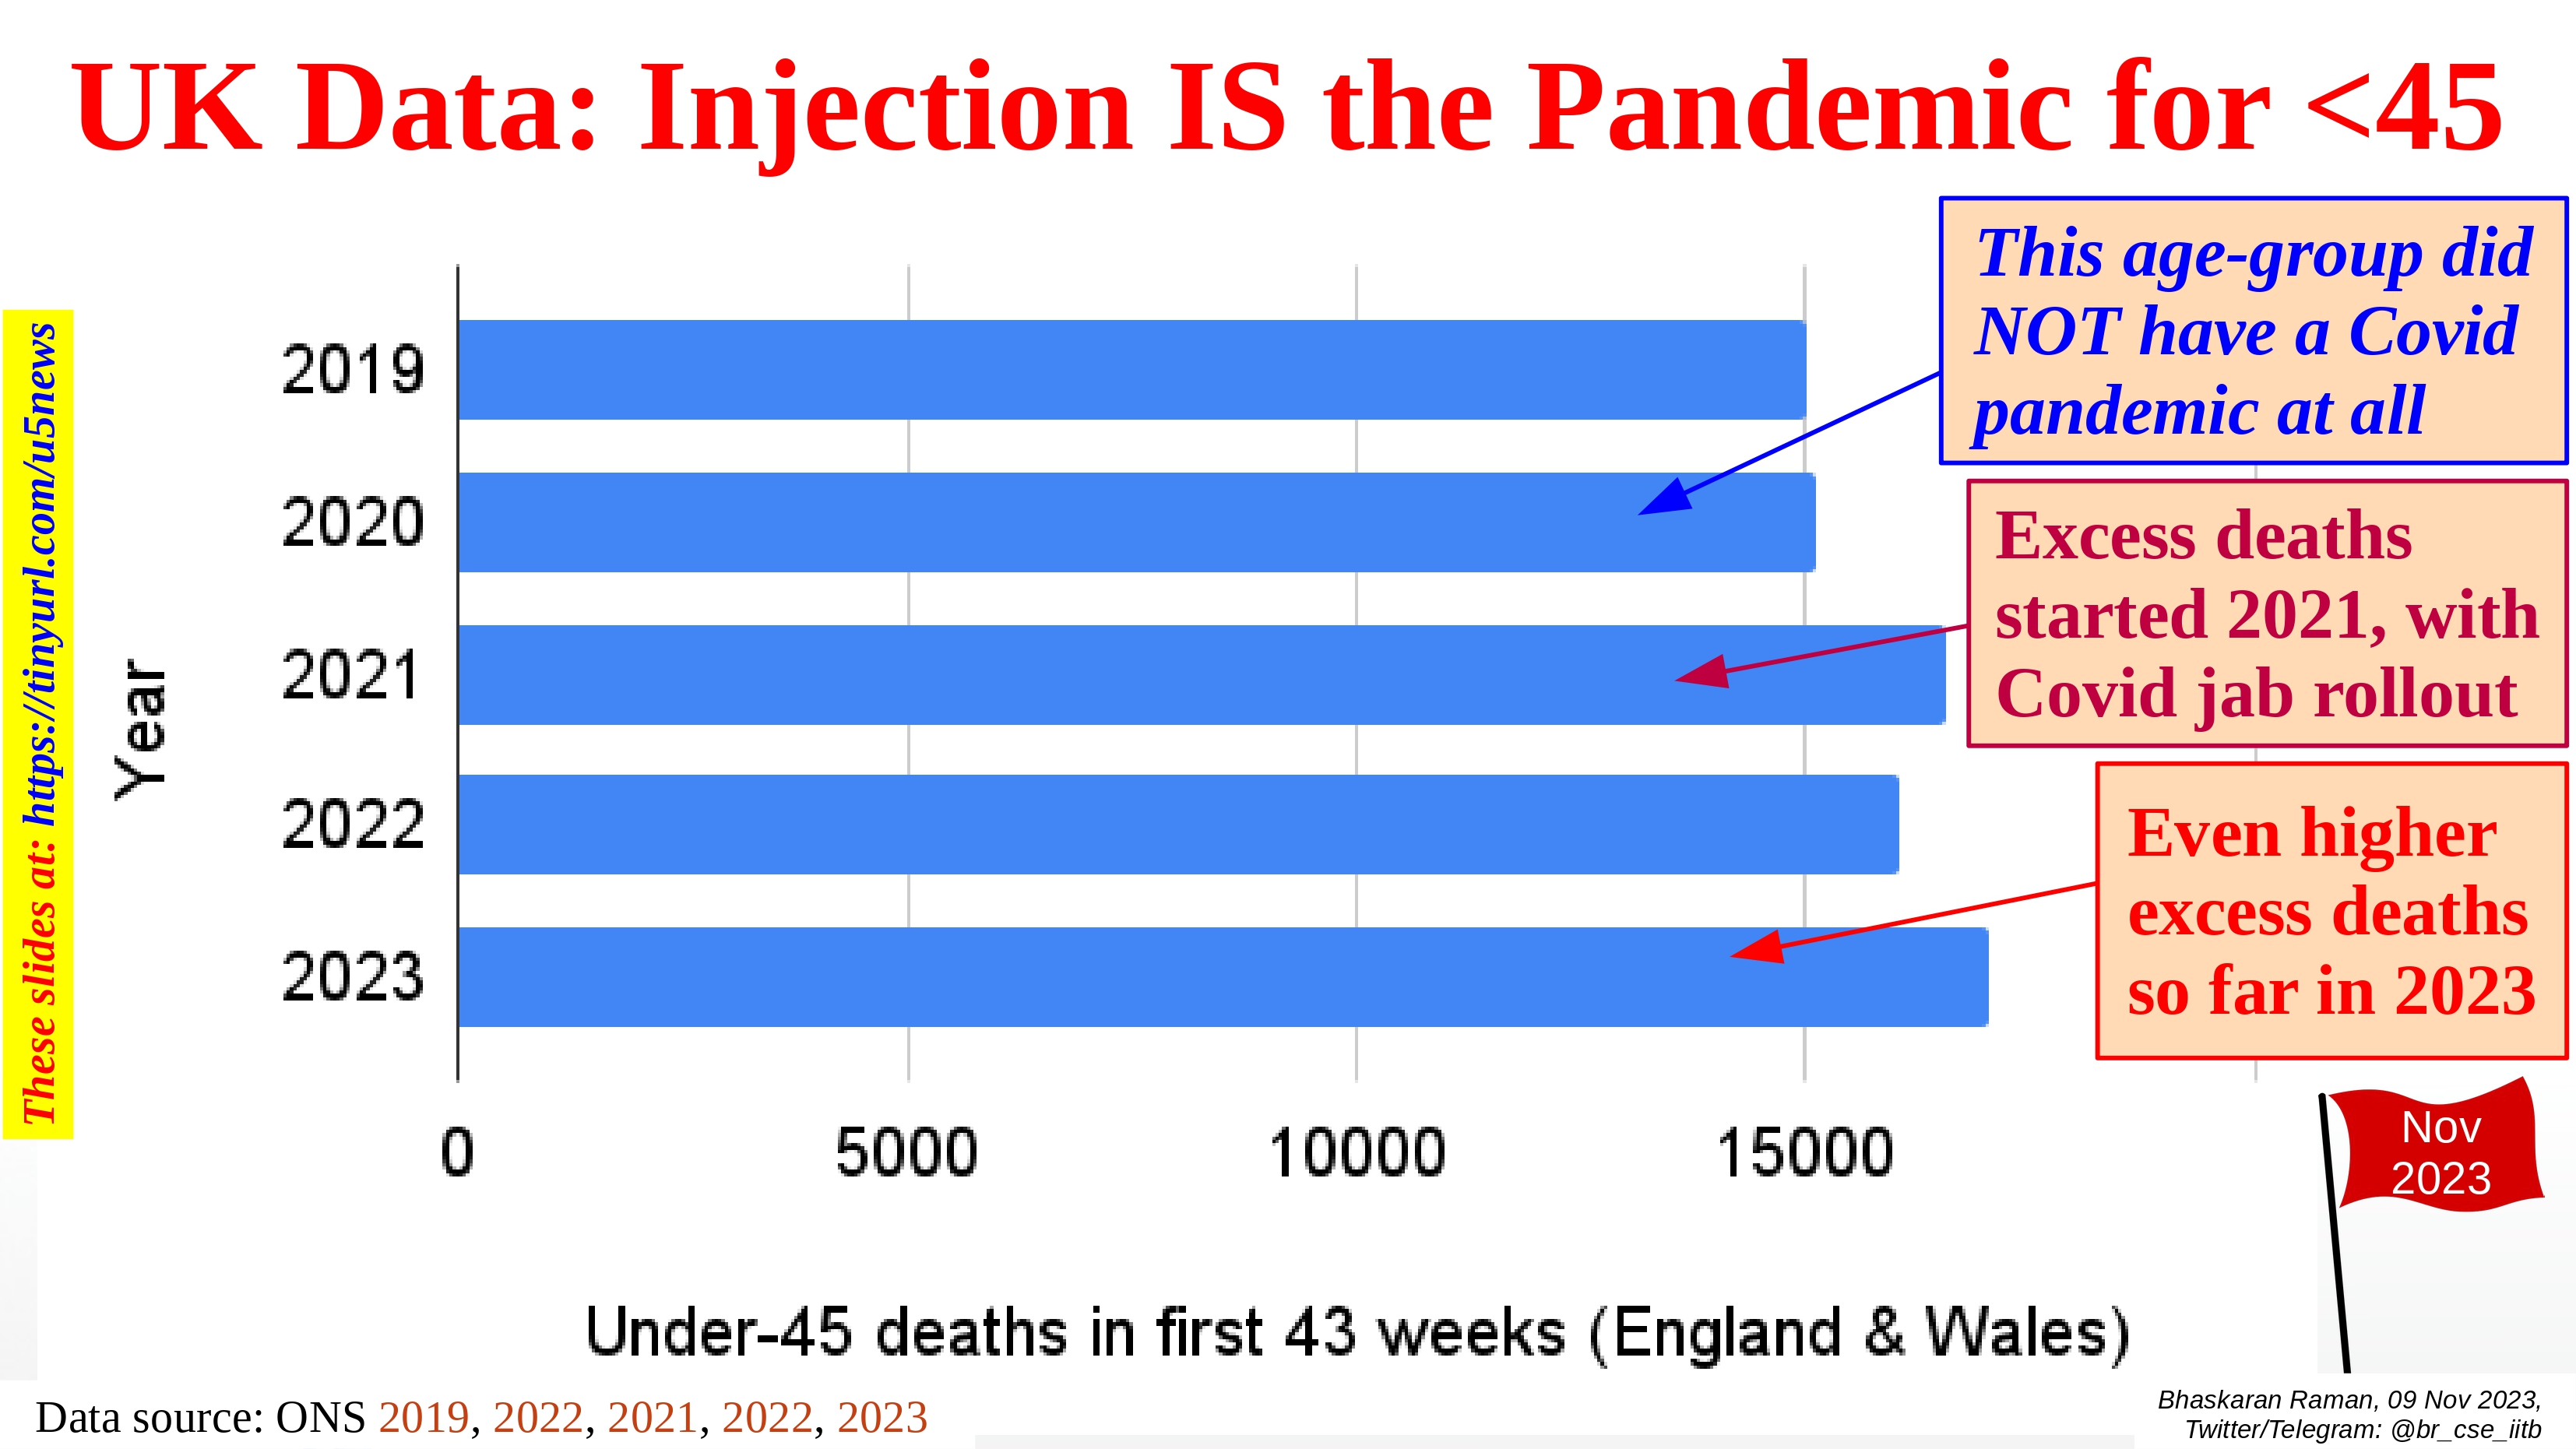 UK Data: Injection IS the Pandemic for <45
This age-group did
NOT have a Covid
pandemic at all
Excess deaths
started 2021, with
Covid jab rollout
Even higher
excess deaths
so far in 2023
These slides at: https://tinyurl.com/u5news
Year
2019
2020
2021
2022
2023
0
5000
10000
15000
Under-45 deaths in first 43 weeks (England & Wales)
Nov
2023
Data source: ONS 2019, 2022, 2021, 2022, 2023
Bhaskaran Raman, 09 Nov 2023,
Twitter/Telegram: @br_cse_iitb